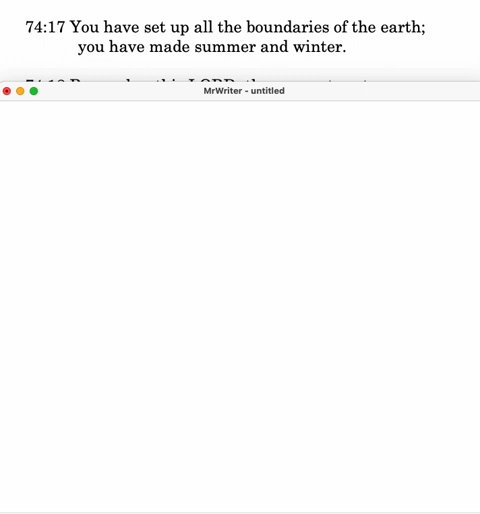 74:17 You have set up all the boundaries of the earth;
you have made summer and winter.
MrWriter - untitled